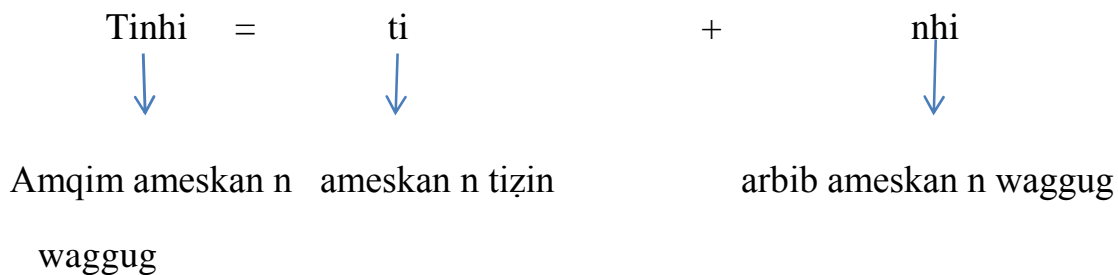 Tinhi = ti + nhi
Amqim ameskan n ameskan n tiẓin arbib ameskan n waggug
waggug